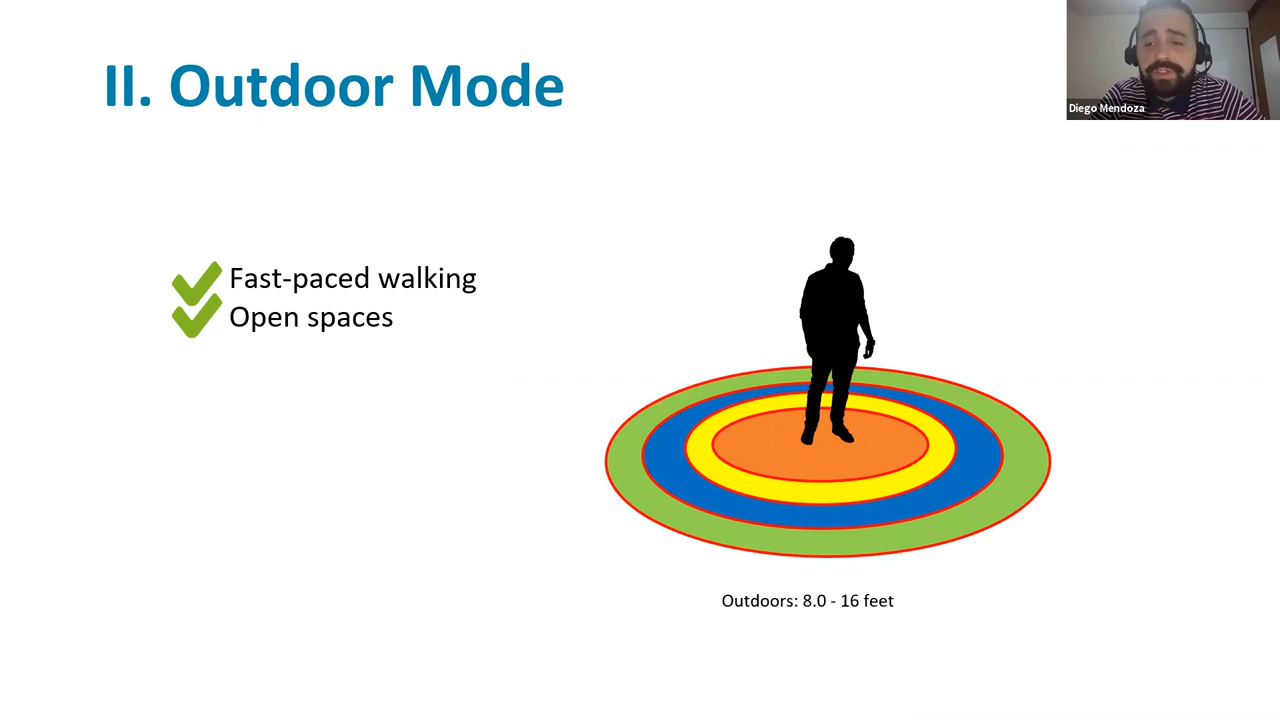 II. Outdoor Mode
Diego Mendoza
Fast-paced walking
Open spaces
Outdoors: 8.0 - 16 feet